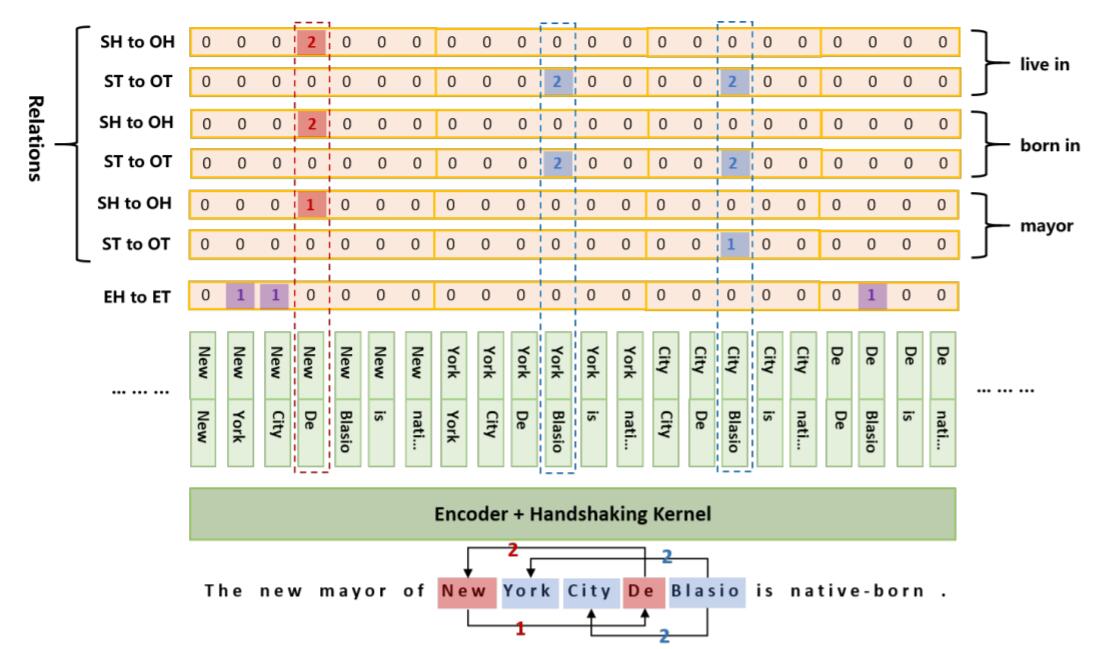 SH to OH 0 0 0 2 0 0 0 0 0 0 0 0 0 0 0 0 0 0 0 0 0 0
ST to OT 0 0 0 0 0 0 0 0 0 0 2 0 0 0 0 2 0 0 0 0 0 0
live in
SH to OH 0 0 0 2 0 0 0 0 0 0 0 0 0 0 0 0 0 0 0 0 0 0
ST to OT 0 0 0 0 0 0 0 0 0 0 2 0 0 0 0 2 0 0 0 0 0 0
born in
SH to OH 0 0 0 1 0 0 0 0 0 0 0 0 0 0 0 0 0 0 0 0 0 0
ST to OT 0 0 0 0 0 0 0 0 0 0 0 0 0 0 0 1 0 0 0 0 0 0
mayor
Relations
EH to ET 0 1 1 0 0 0 0 0 0 0 0 0 0 0 0 0 0 0 0 1 0 0
New New New New New New New York York York York York York City City City City City De De De De
... ... ... ... ... ...
New York City De Blasio is nati... York City De Blasio is nati... City De Blasio is nati... De Blasio is nati...
Encoder + Handshaking Kernel
2 2
The new mayor of New York City De Blasio is native-born .
1 2